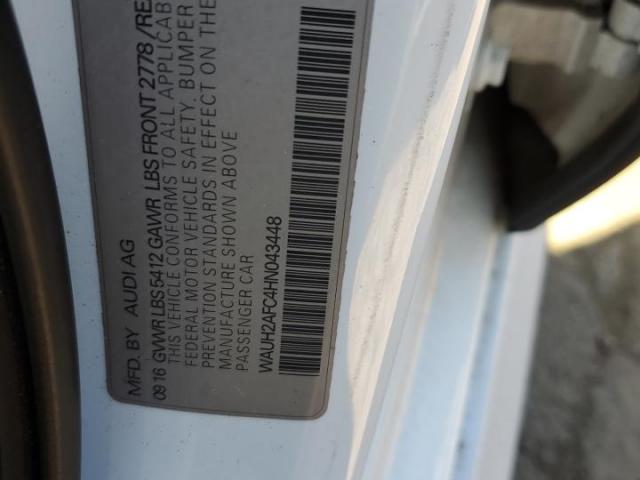 MFD. BY AUDI AG
09 16 GVWR LBS 5412 GAWR LBS FRONT 2778 /RE
THIS VEHICLE CONFORMS TO ALL APPLICAB
FEDERAL MOTOR VEHICLE SAFETY, BUMPER
PREVENTION STANDARDS IN EFFECT ON THE
MANUFACTURE SHOWN ABOVE
PASSENGER CAR
WAUH2AFC4HN043448